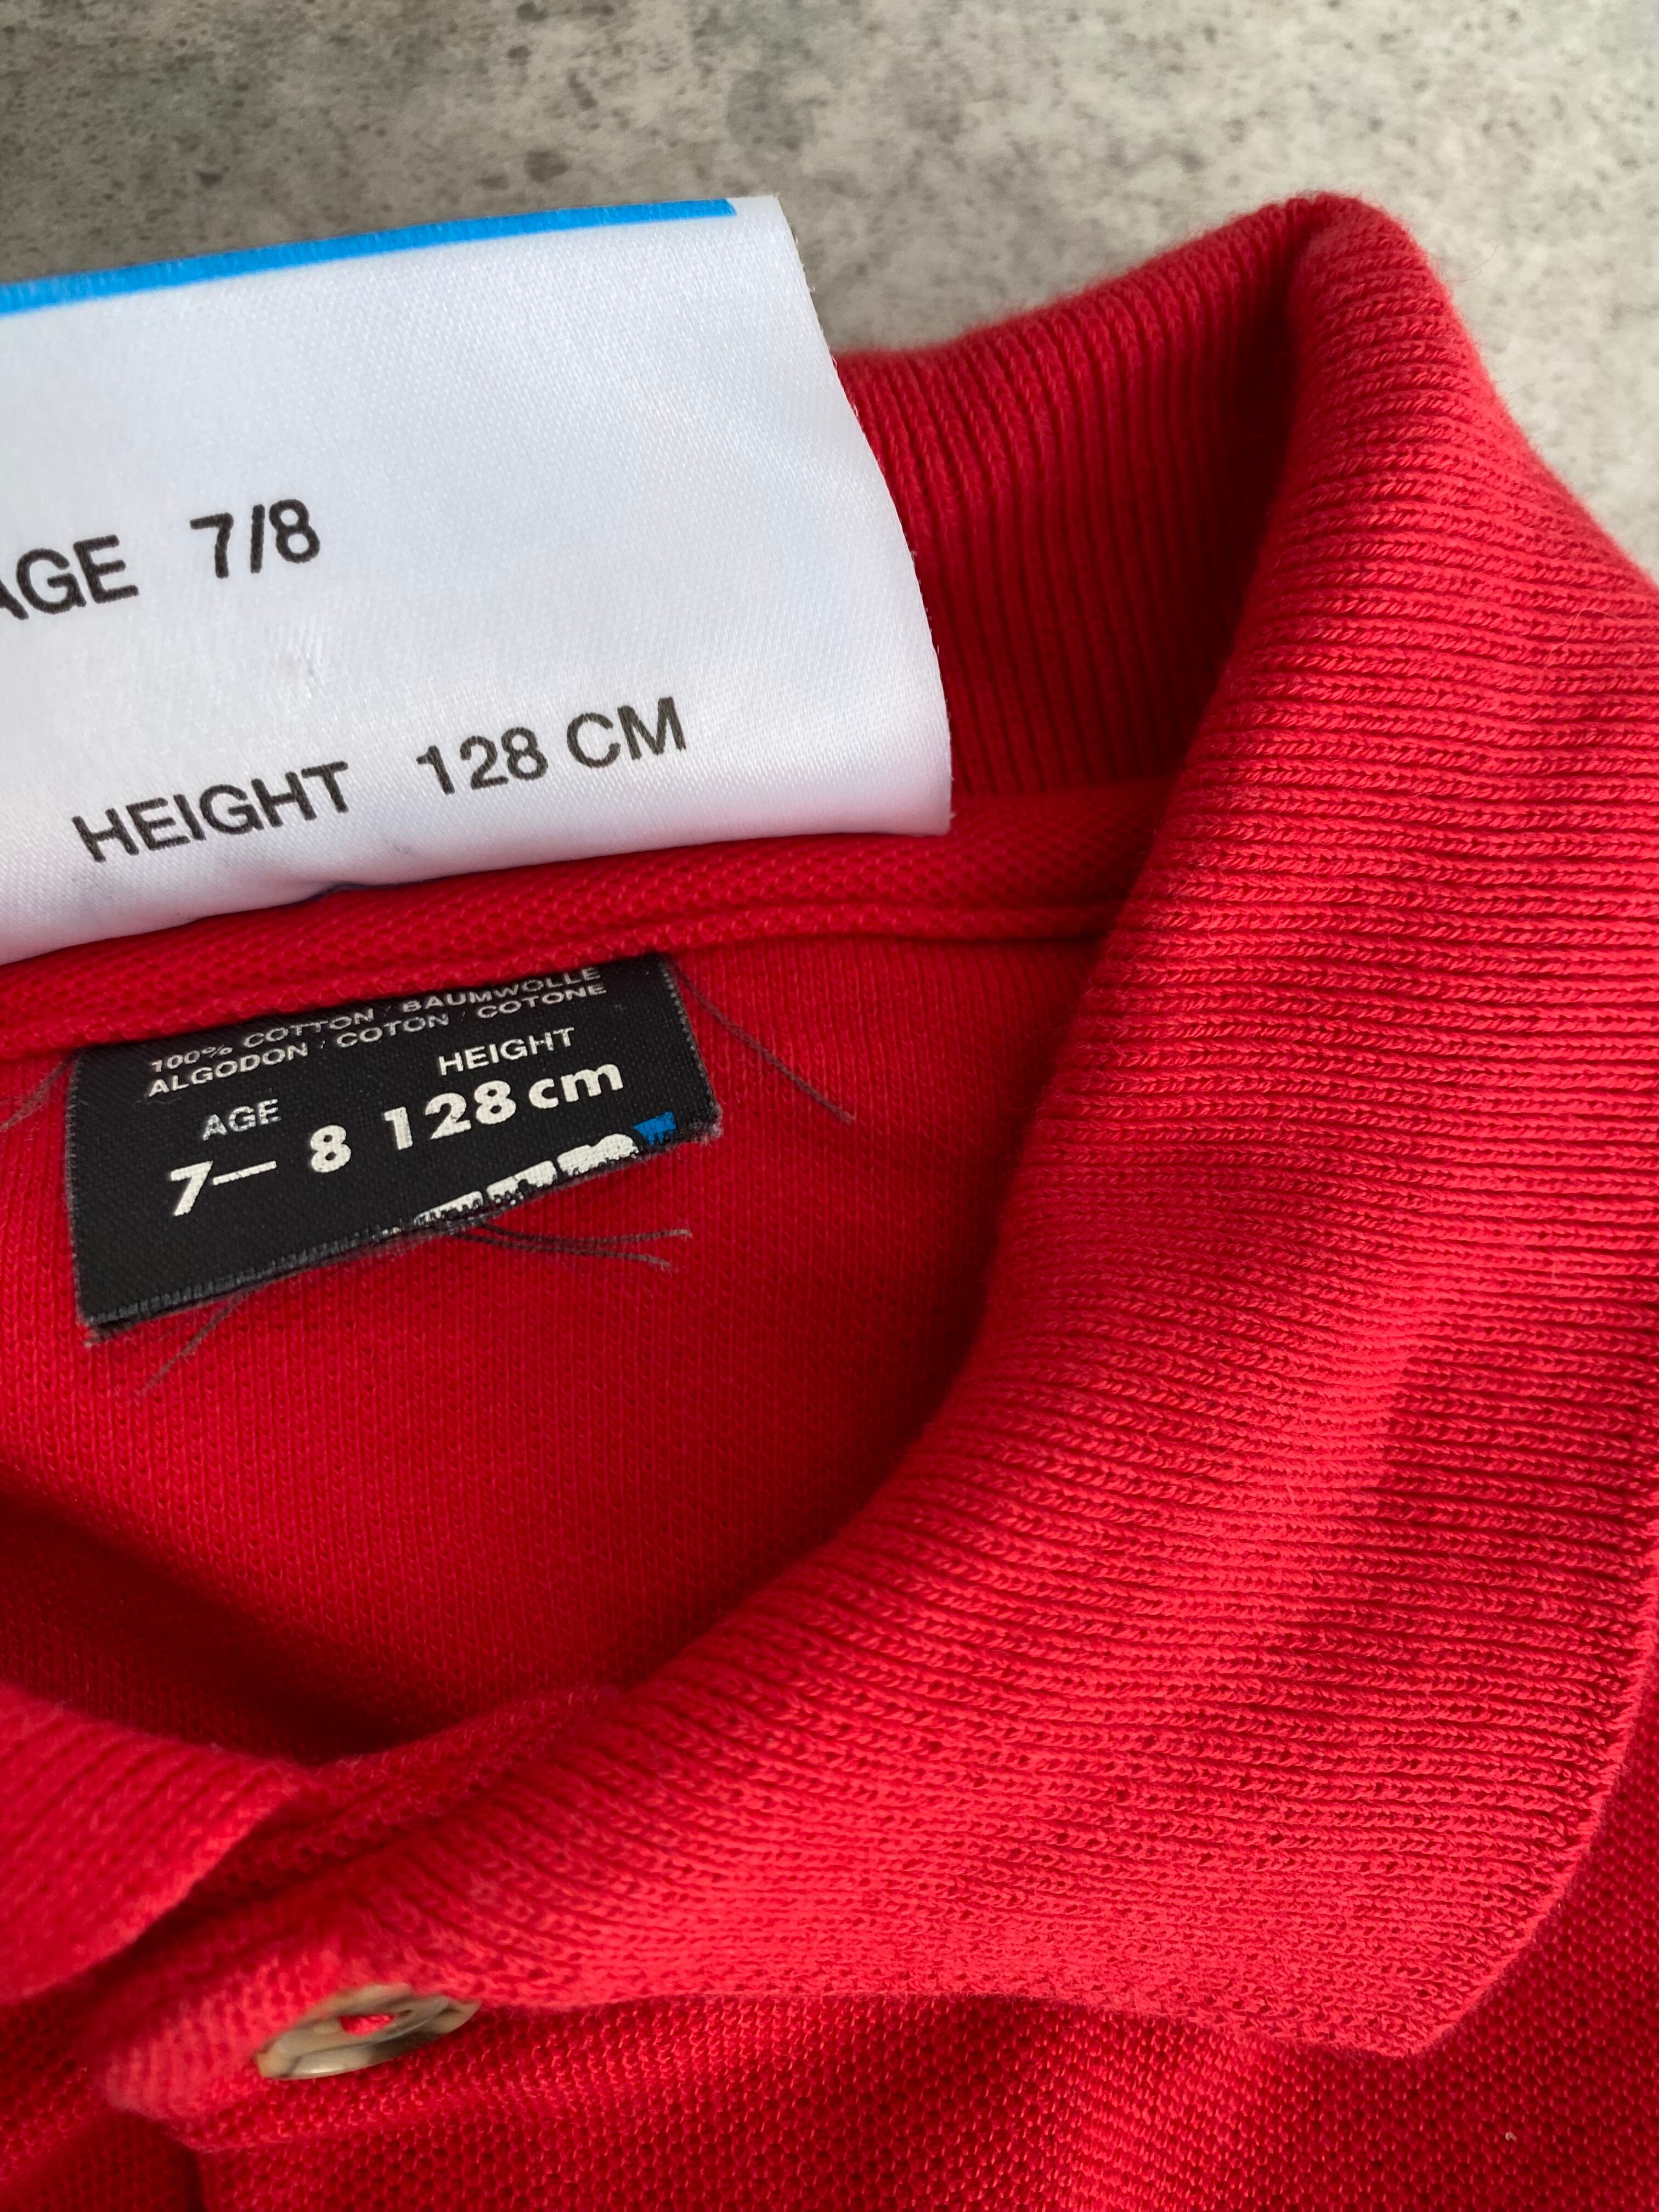 AGE 7/8
HEIGHT 128 CM
100% COTTON · BAUMWOLLE
ALGODON · COTON · COTONE
AGE HEIGHT
7— 8 128 cm